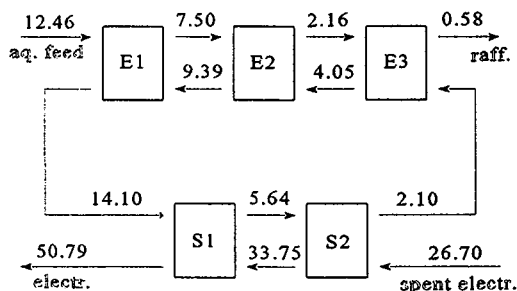 12.46 7.50 2.16 0.58
aq. feed E1 E2 E3 raff.
9.39 4.05
14.10 5.64 2.10
S1 S2
50.79 33.75 26.70
electr. spent electr.